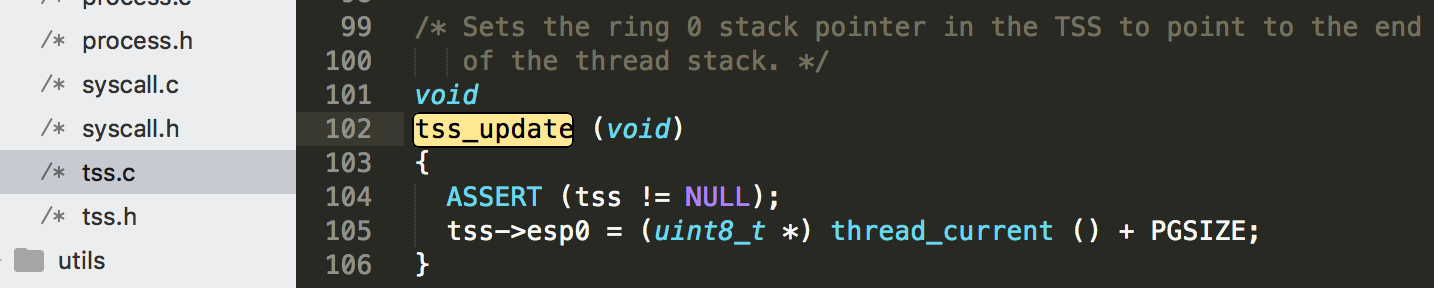 process.c
/* process.h
/* syscall.c
/* syscall.h
/* tss.c
/* tss.h
utils
99 /* Sets the ring 0 stack pointer in the TSS to point to the end
100 of the thread stack. */
101 void
102 tss_update (void)
103 {
104 ASSERT (tss != NULL);
105 tss->esp0 = (uint8_t *) thread_current () + PGSIZE;
106 }